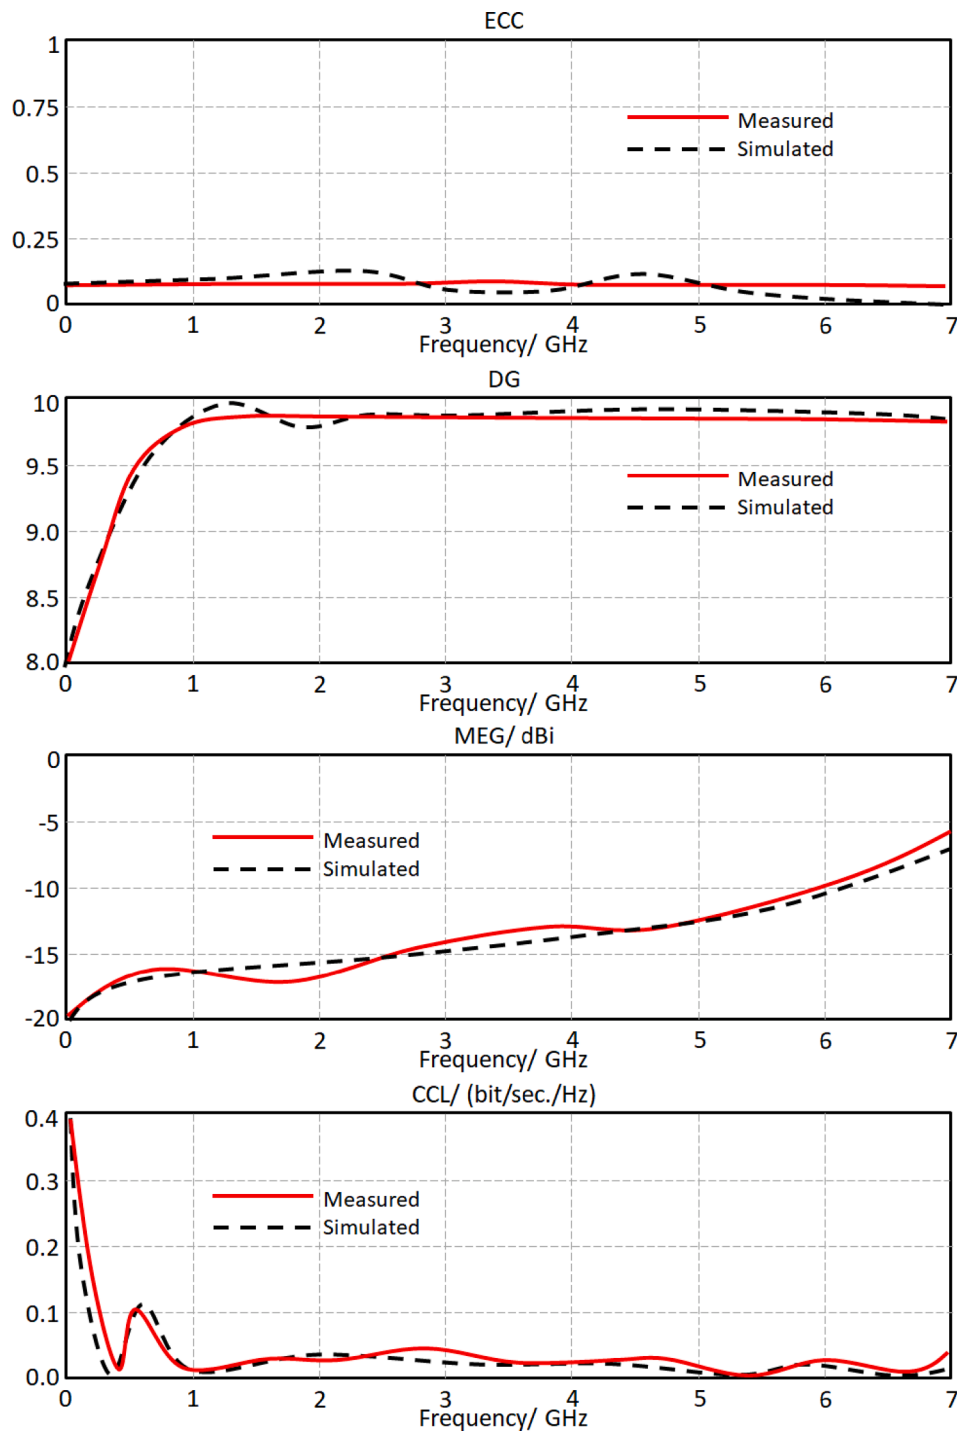 ECC
1
0.75
0.5
0.25
0
Measured
Simulated
0 1 2 3 4 5 6 7
Frequency/ GHz
DG
10
9.5
9.0
8.5
8.0
Measured
Simulated
0 1 2 3 4 5 6 7
Frequency/ GHz
MEG/ dBi
0
-5
-10
-15
-20
Measured
Simulated
0 1 2 3 4 5 6 7
Frequency/ GHz
CCL/ (bit/sec./Hz)
0.4
0.3
0.2
0.1
0.0
Measured
Simulated
0 1 2 3 4 5 6 7
Frequency/ GHz